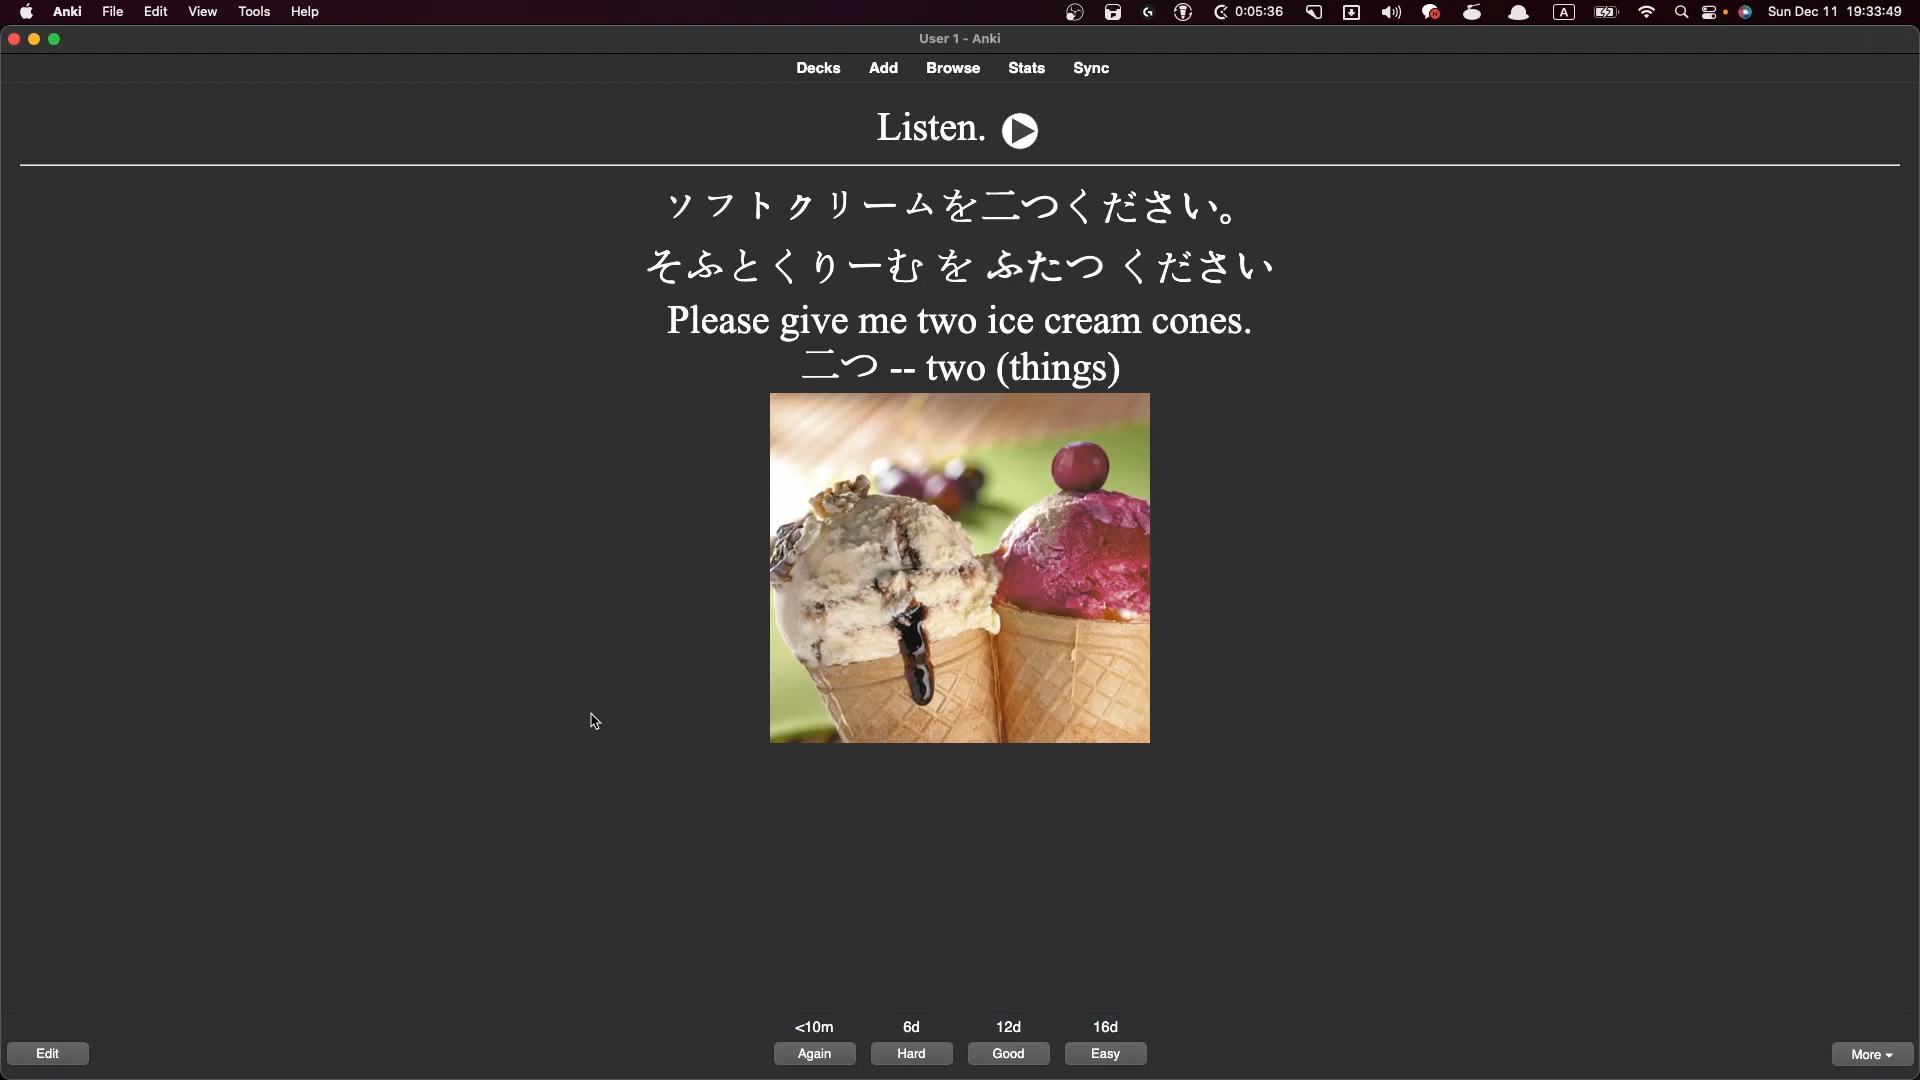 Anki File Edit View Tools Help 0:05:36 A Sun Dec 11 19:33:49
User 1 - Anki
Decks Add Browse Stats Sync
Listen.
ソフトクリームを二つください。
そふとくりーむ を ふたつ ください
Please give me two ice cream cones.
二つ -- two (things)
<10m 6d 12d 16d
Edit Again Hard Good Easy More